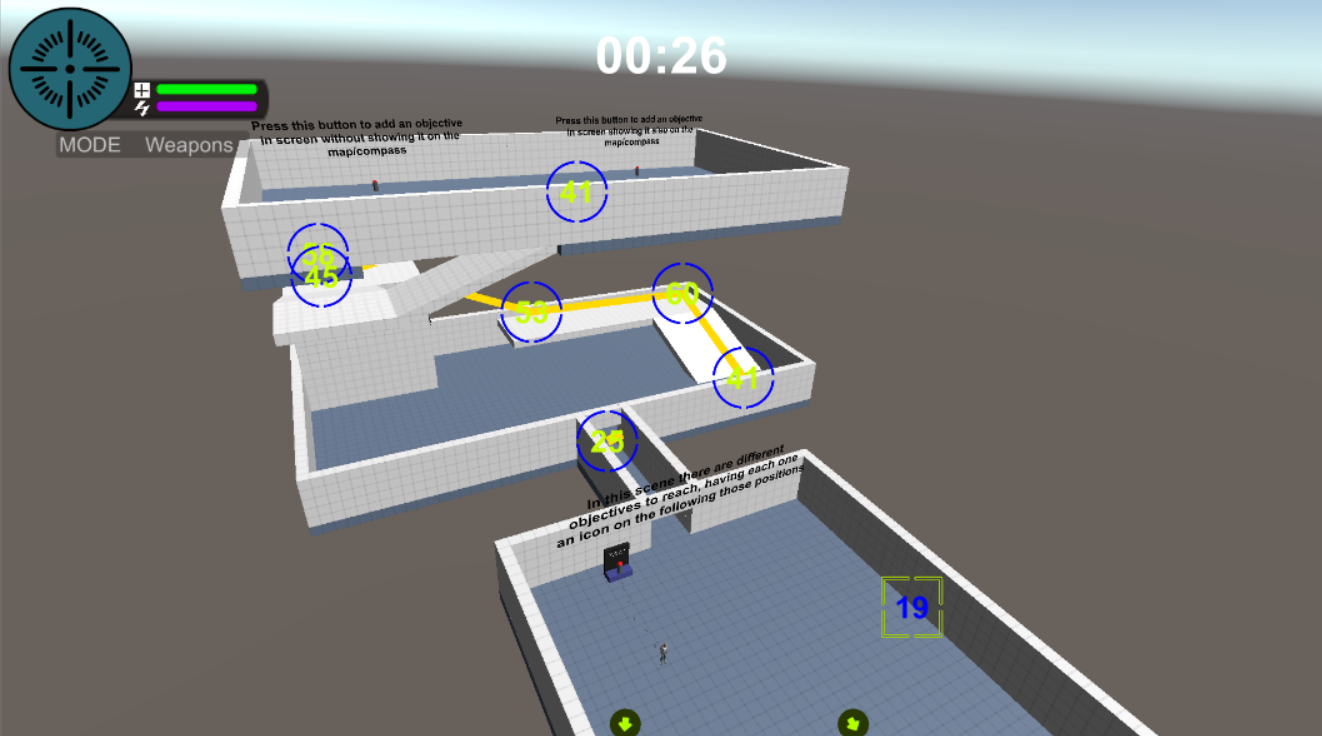 00:26
MODE Weapons
Press this button to add an objective
in screen without showing it on the
map/compass
Press this button to add an objective
in screen showing it also on the
map/compass
41
45
53
60
41
In this scene there are different
objectives to reach, having each one
an icon on the following those positions
19